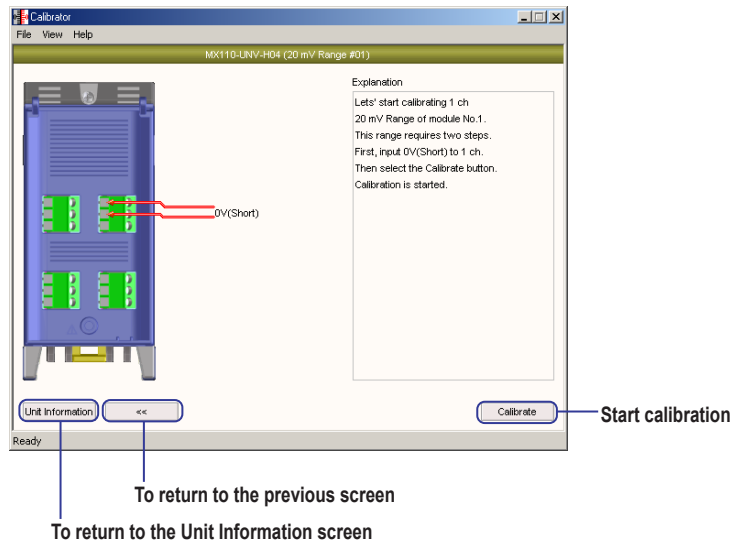 Calibrator
File View Help
MX110-UNV-H04 (20 mV Range #01)
Explanation
Lets' start calibrating 1 ch
20 mV Range of module No.1.
This range requires two steps.
First, input 0V(Short) to 1 ch.
Then select the Calibrate button.
Calibration is started.
0V(Short)
Unit Information
<<
Calibrate
Start calibration
Ready
To return to the previous screen
To return to the Unit Information screen